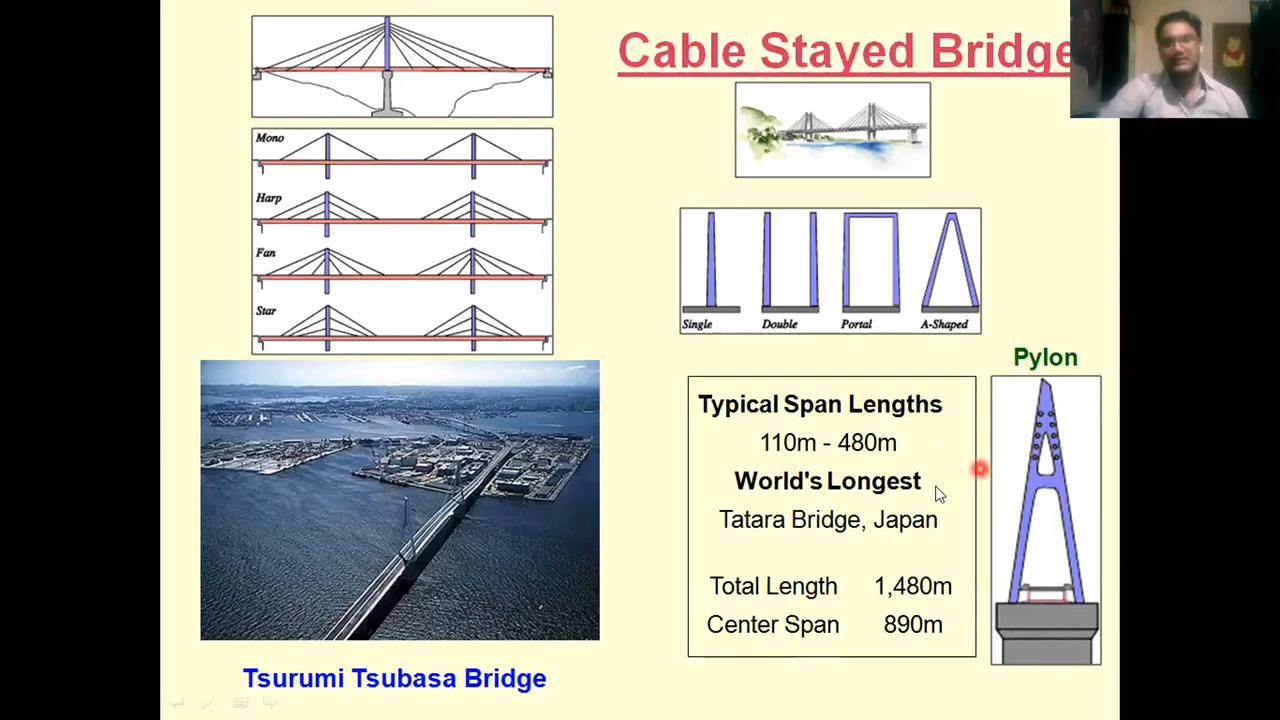 Cable Stayed Bridge
Mono
Harp
Fan
Star
Single Double Portal A-Shaped
Pylon
Typical Span Lengths
110m - 480m
World's Longest
Tatara Bridge, Japan
Total Length 1,480m
Center Span 890m
Tsurumi Tsubasa Bridge